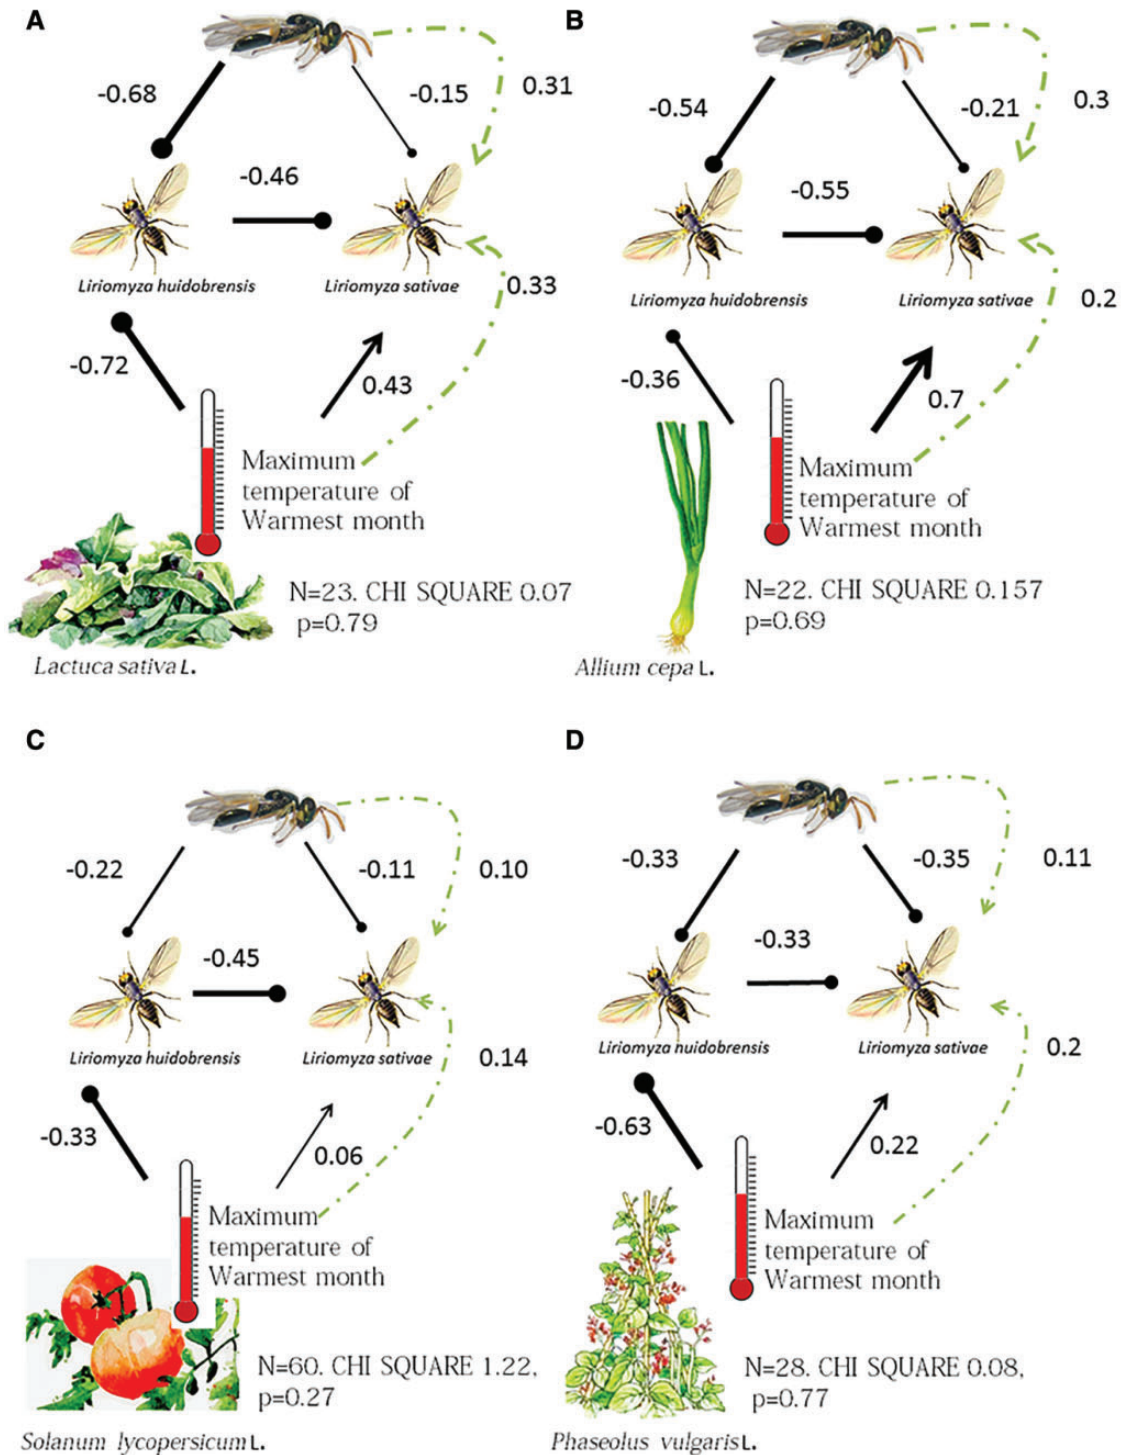 A
-0.68
-0.15
0.31
-0.46
Liriomyza huidobrensis
Liriomyza sativae
0.33
-0.72
0.43
Maximum
temperature of
Warmest month
N=23. CHI SQUARE 0.07
p=0.79
Lactuca sativa L.
B
-0.54
-0.21
0.3
-0.55
Liriomyza huidobrensis
Liriomyza sativae
0.2
-0.36
0.7
Maximum
temperature of
Warmest month
N=22. CHI SQUARE 0.157
p=0.69
Allium cepa L.
C
-0.22
-0.11
0.10
-0.45
Liriomyza huidobrensis
Liriomyza sativae
0.14
-0.33
0.06
Maximum
temperature of
Warmest month
N=60. CHI SQUARE 1.22,
p=0.27
Solanum lycopersicum L.
D
-0.33
-0.35
0.11
-0.33
Liriomyza huidobrensis
Liriomyza sativae
0.2
-0.63
0.22
Maximum
temperature of
Warmest month
N=28. CHI SQUARE 0.08,
p=0.77
Phaseolus vulgaris L.